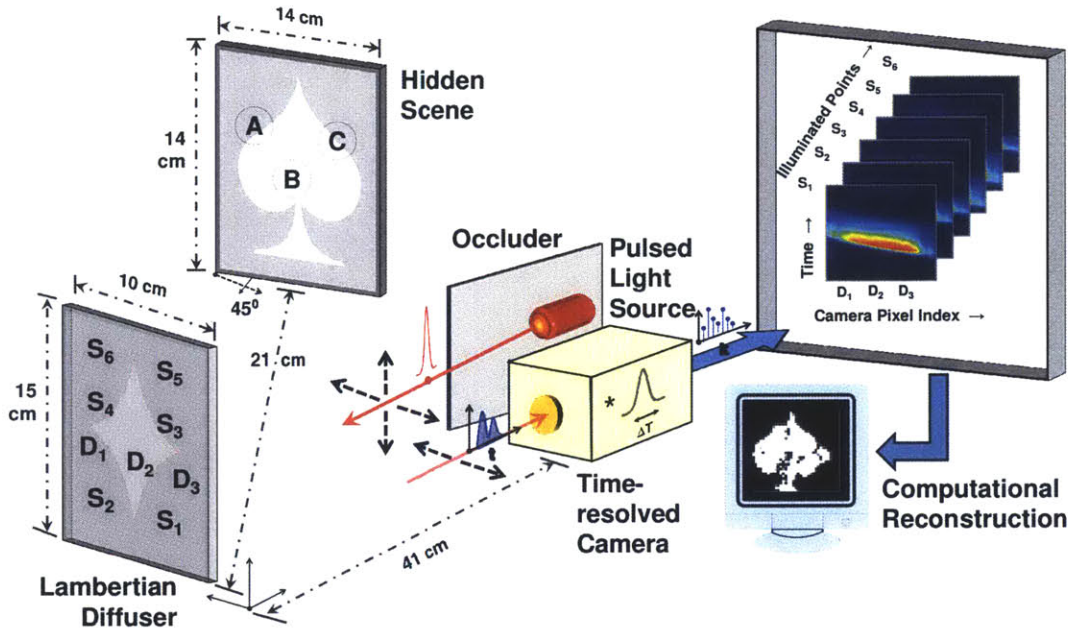 14 cm
Hidden
Scene
A
C
B
14
cm
45⁰
10 cm
21 cm
15
cm
S6
S5
S4
S3
D1
D2
D3
S2
S1
Lambertian
Diffuser
41 cm
Occluder
Pulsed
Light
Source
* 
ΔT
t
Time-
resolved
Camera
Illuminated Points →
S6
S5
S4
S3
S2
S1
Time →
D1 D2 D3
Camera Pixel Index →
Computational
Reconstruction